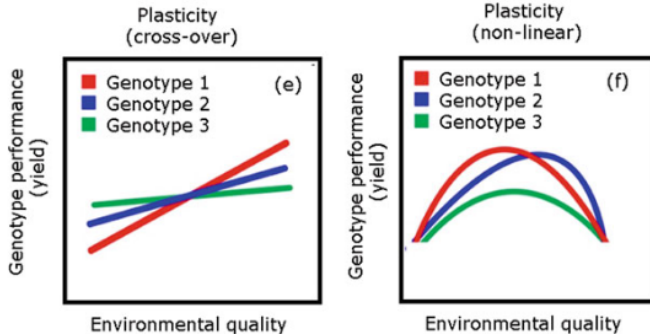 Plasticity
(cross-over)
Genotype 1
(e)
Genotype 2
Genotype 3
Genotype performance
(yield)
Environmental quality
Plasticity
(non-linear)
Genotype 1
(f)
Genotype 2
Genotype 3
Genotype performance
(yield)
Environmental quality